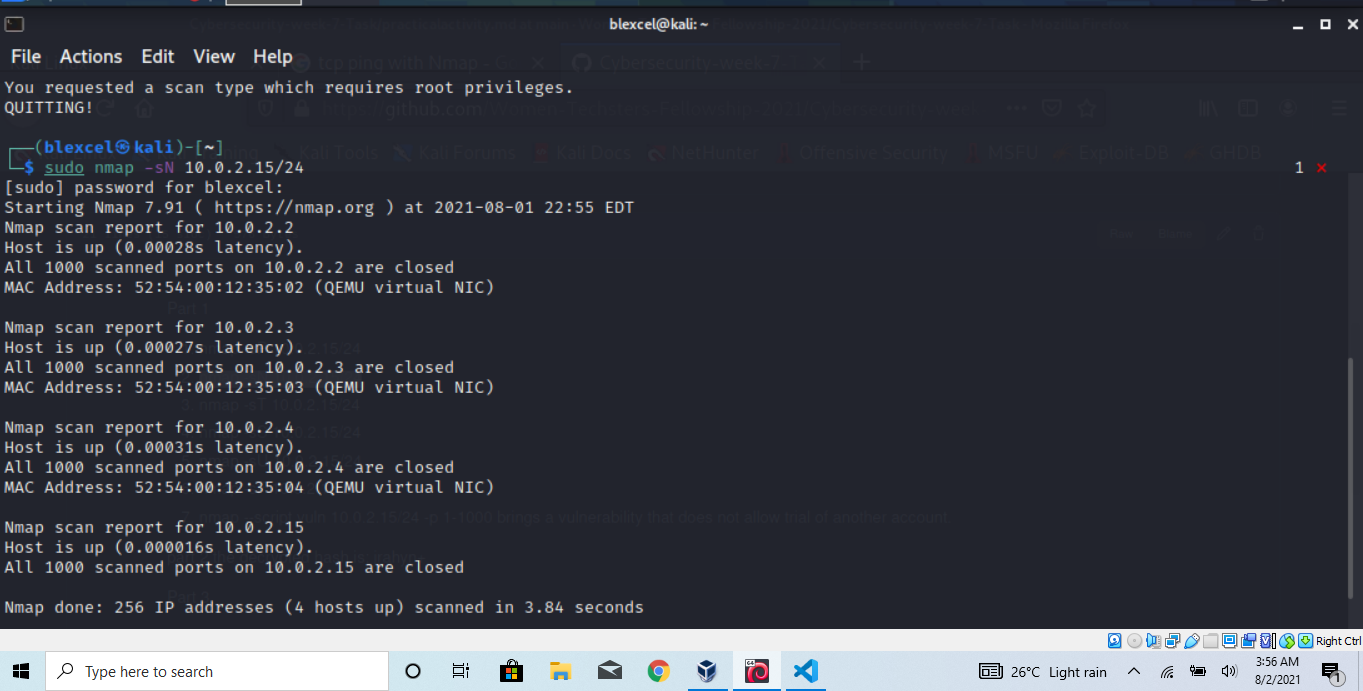 blexcel@kali: ~
File Actions Edit View Help
You requested a scan type which requires root privileges.
QUITTING!
┌──(blexcel㉿kali)-[~]
└─$ sudo nmap -sN 10.0.2.15/24
1 ⨯
[sudo] password for blexcel:
Starting Nmap 7.91 ( https://nmap.org ) at 2021-08-01 22:55 EDT
Nmap scan report for 10.0.2.2
Host is up (0.00028s latency).
All 1000 scanned ports on 10.0.2.2 are closed
MAC Address: 52:54:00:12:35:02 (QEMU virtual NIC)
Nmap scan report for 10.0.2.3
Host is up (0.00027s latency).
All 1000 scanned ports on 10.0.2.3 are closed
MAC Address: 52:54:00:12:35:03 (QEMU virtual NIC)
Nmap scan report for 10.0.2.4
Host is up (0.00031s latency).
All 1000 scanned ports on 10.0.2.4 are closed
MAC Address: 52:54:00:12:35:04 (QEMU virtual NIC)
Nmap scan report for 10.0.2.15
Host is up (0.000016s latency).
All 1000 scanned ports on 10.0.2.15 are closed
Nmap done: 256 IP addresses (4 hosts up) scanned in 3.84 seconds
Right Ctrl
Type here to search
64
26°C Light rain
3:56 AM
8/2/2021
1